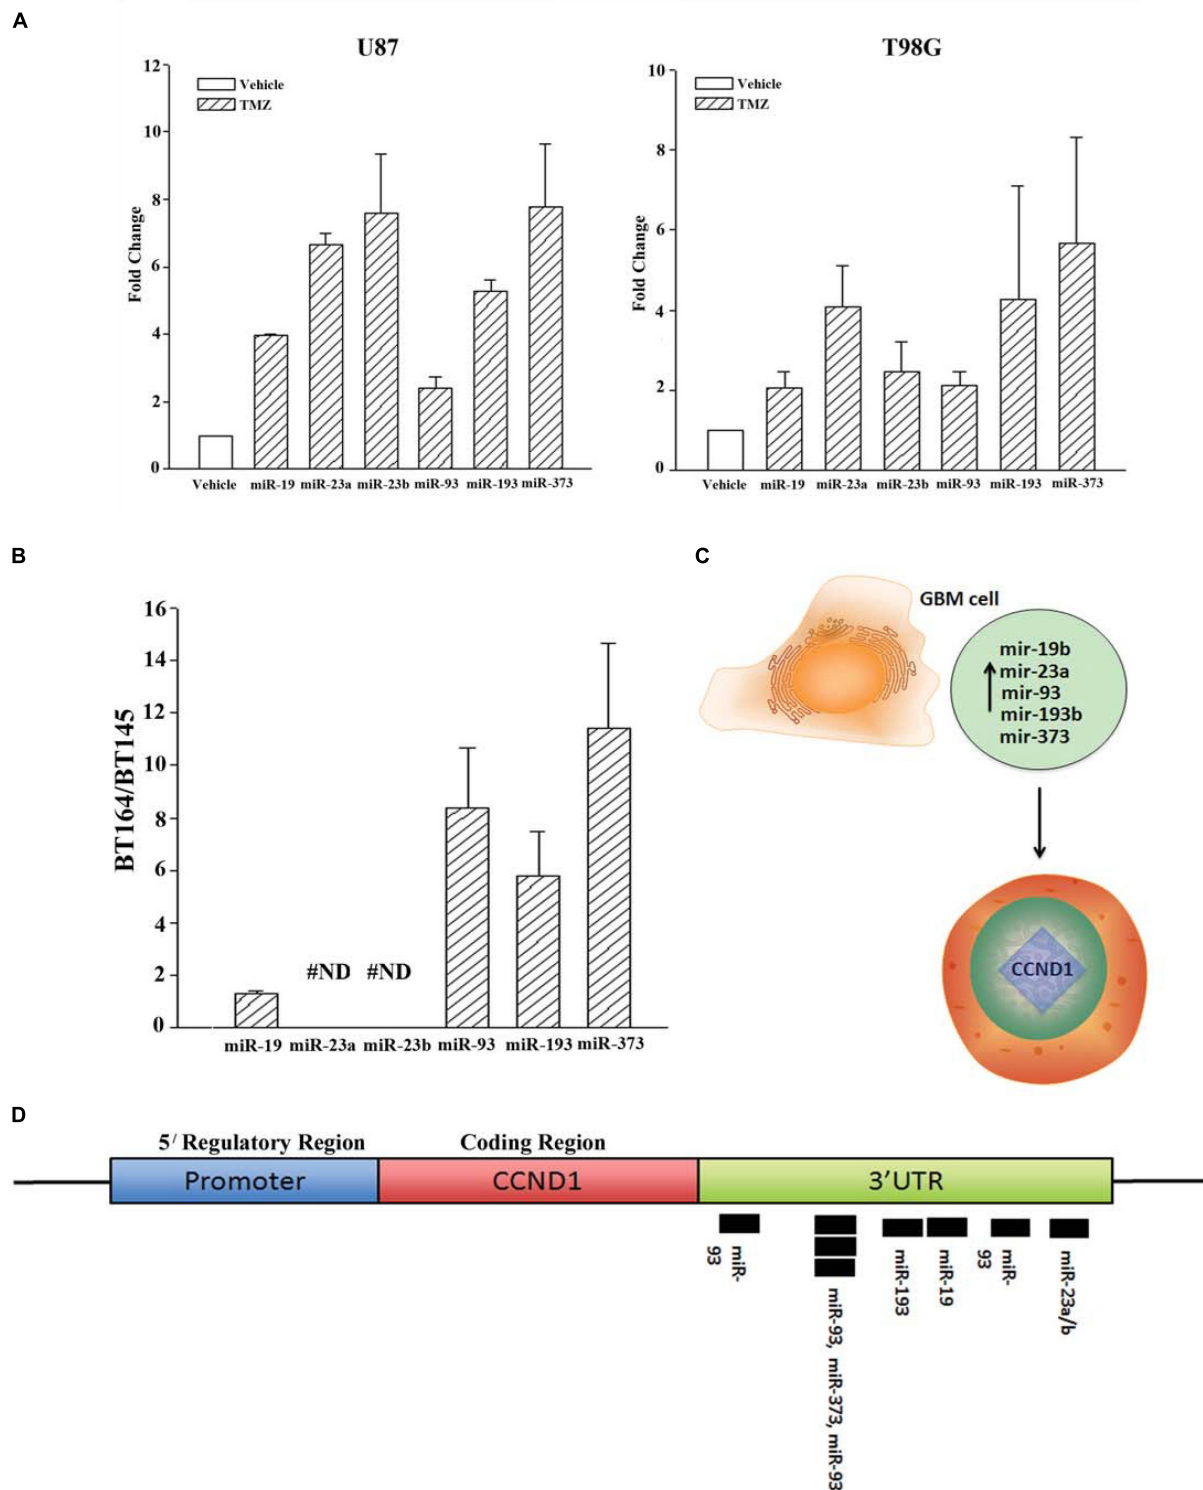 A
U87
12
10
8
6
4
2
0
Fold Change
Vehicle
TMZ
Vehicle miR-19 miR-23a miR-23b miR-93 miR-193 miR-373
T98G
10
8
6
4
2
0
Fold Change
Vehicle
TMZ
Vehicle miR-19 miR-23a miR-23b miR-93 miR-193 miR-373
B
16
14
12
10
8
6
4
2
0
BT164/BT145
#ND #ND
miR-19 miR-23a miR-23b miR-93 miR-193 miR-373
C
GBM cell
mir-19b
mir-23a
mir-93
mir-193b
mir-373
CCND1
D
5/ Regulatory Region Coding Region
Promoter CCND1 3’UTR
miR-
93
miR-93, miR-373, miR-93
miR-193
miR-19
miR-
93
miR-23a/b